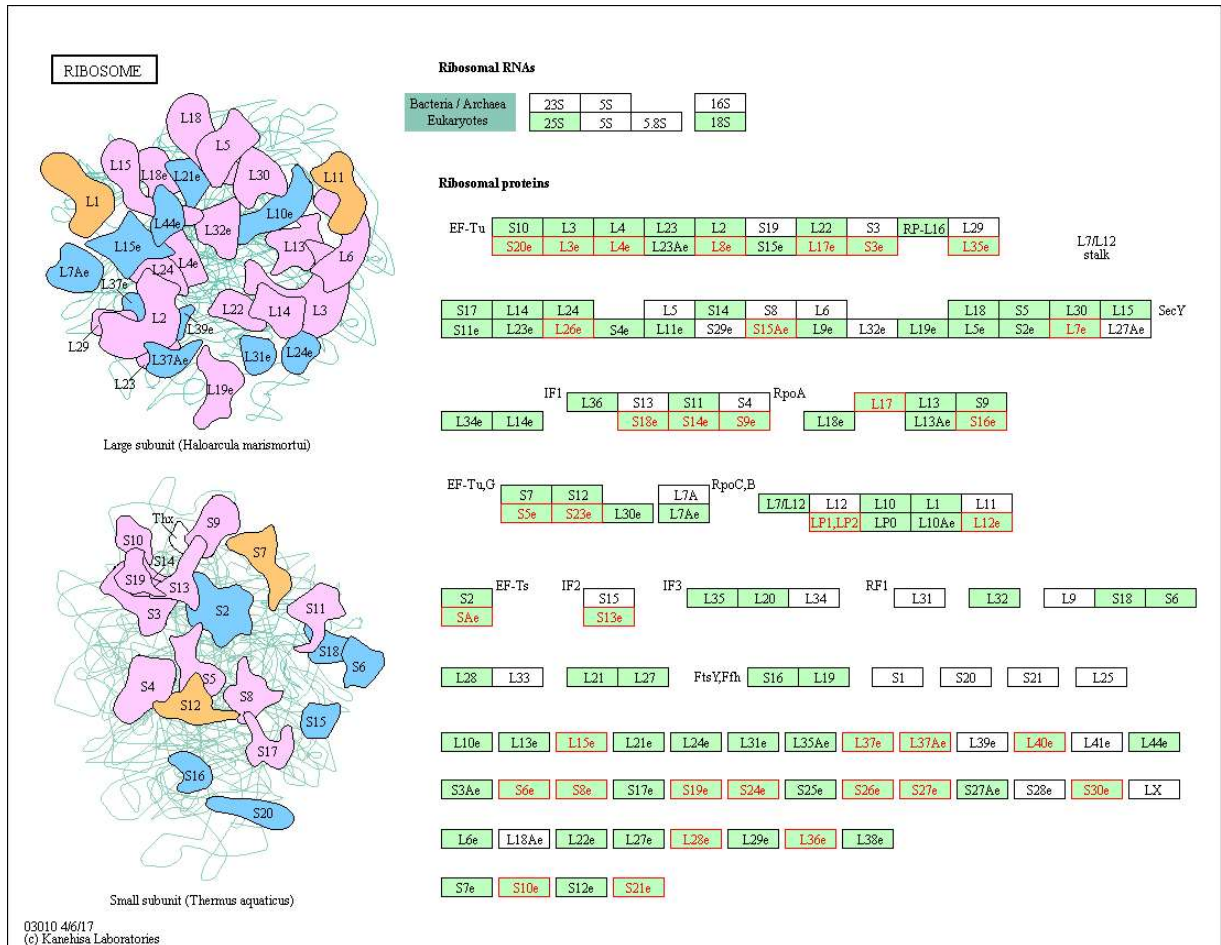 RIBOSOME
L18
L5
L15
L18e
L21e
L30
L11
L1
L10e
L44e
L32e
L15e
L13
L6
L7Ae
L24
L4e
L37e
L2
L22
L14
L3
L39e
L29
L37Ae
L31e
L24e
L23
L19e
Large subunit (Haloarcula marismortui)
Thx
S9
S10
S14
S7
S19
S13
S3
S2
S11
S18
S6
S4
S5
S12
S8
S15
S17
S16
S20
Small subunit (Thermus aquaticus)
03010 4/6/17
(c) Kanehisa Laboratories
Ribosomal RNAs
Bacteria / Archaea 23S 5S 16S
Eukaryotes 25S 5S 5.8S 18S
Ribosomal proteins
EF-Tu S10 L3 L4 L23 L2 S19 L22 S3 RP-L16 L29
S20e L3e L4e L23Ae L8e S15e L17e S3e L35e
L7/L12
stalk
S17 L14 L24 L5 S14 S8 L6 L18 S5 L30 L15 SecY
S11e L23e L26e S4e L11e S29e S15Ae L9e L32e L19e L5e S2e L7e L27Ae
IF1 L36 S13 S11 S4 RpoA L17 L13 S9
L34e L14e S18e S14e S9e L18e L13Ae S16e
EF-Tu,G S7 S12 L7A RpoC,B L7/L12 L12 L10 L1 L11
S5e S23e L30e L7Ae LP1,LP2 LP0 L10Ae L12e
S2 EF-Ts IF2 S15 IF3 L35 L20 L34 RF1 L31 L32 L9 S18 S6
SAe S13e
L28 L33 L21 L27 FtsY,Ffh S16 L19 S1 S20 S21 L25
L10e L13e L15e L21e L24e L31e L35Ae L37e L37Ae L39e L40e L41e L44e
S3Ae S6e S8e S17e S19e S24e S25e S26e S27e S27Ae S28e S30e LX
L6e L18Ae L22e L27e L28e L29e L36e L38e
S7e S10e S12e S21e